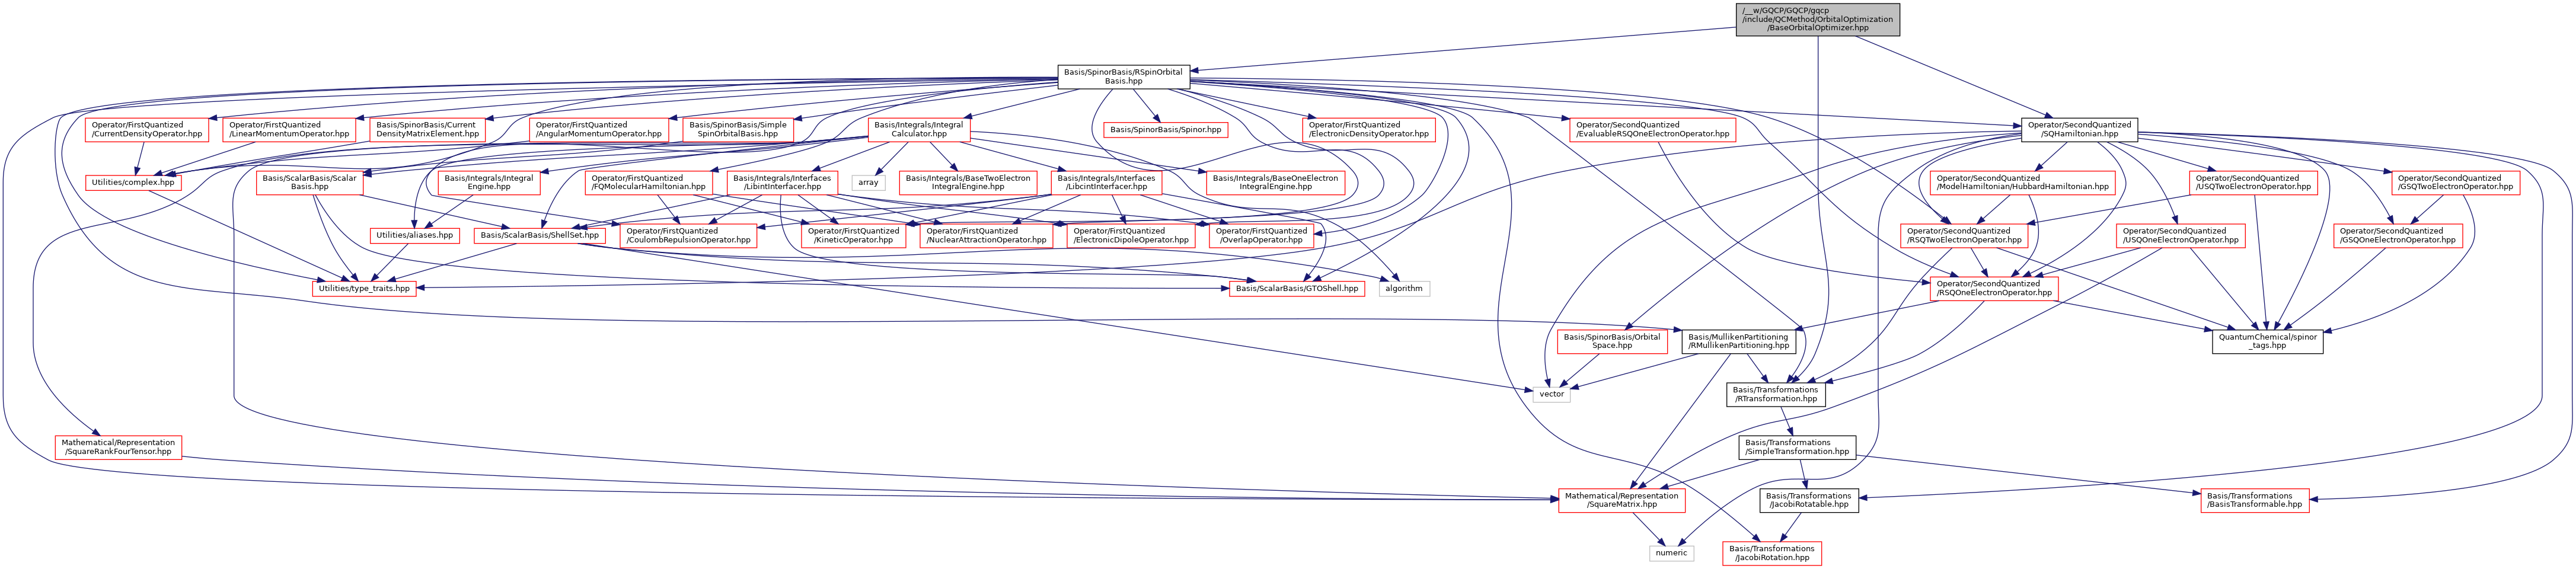 /__w/GQCP/GQCP/gqcp
/include/QCMethod/OrbitalOptimization
/BaseOrbitalOptimizer.hpp
Basis/SpinorBasis/RSpinOrbital
Basis.hpp
Operator/FirstQuantized
/CurrentDensityOperator.hpp
Operator/FirstQuantized
/LinearMomentumOperator.hpp
Basis/SpinorBasis/Current
DensityMatrixElement.hpp
Operator/FirstQuantized
/AngularMomentumOperator.hpp
Basis/SpinorBasis/Simple
SpinOrbitalBasis.hpp
Basis/Integrals/Integral
Calculator.hpp
Basis/SpinorBasis/Spinor.hpp
Operator/FirstQuantized
/ElectronicDensityOperator.hpp
Operator/SecondQuantized
/EvaluableRSQOneElectronOperator.hpp
Operator/SecondQuantized
/SQHamiltonian.hpp
Utilities/complex.hpp
Basis/ScalarBasis/Scalar
Basis.hpp
Basis/Integrals/Integral
Engine.hpp
Operator/FirstQuantized
/FQMolecularHamiltonian.hpp
Basis/Integrals/Interfaces
/LibintInterfacer.hpp
array
Basis/Integrals/BaseTwoElectron
IntegralEngine.hpp
Basis/Integrals/Interfaces
/LibcintInterfacer.hpp
Basis/Integrals/BaseOneElectron
IntegralEngine.hpp
Operator/SecondQuantized
/ModelHamiltonian/HubbardHamiltonian.hpp
Operator/SecondQuantized
/USQTwoElectronOperator.hpp
Operator/SecondQuantized
/GSQTwoElectronOperator.hpp
Utilities/aliases.hpp
Basis/ScalarBasis/ShellSet.hpp
Operator/FirstQuantized
/CoulombRepulsionOperator.hpp
Operator/FirstQuantized
/KineticOperator.hpp
Operator/FirstQuantized
/NuclearAttractionOperator.hpp
Operator/FirstQuantized
/ElectronicDipoleOperator.hpp
Operator/FirstQuantized
/OverlapOperator.hpp
Operator/SecondQuantized
/RSQTwoElectronOperator.hpp
Operator/SecondQuantized
/USQOneElectronOperator.hpp
Operator/SecondQuantized
/GSQOneElectronOperator.hpp
Utilities/type_traits.hpp
Basis/ScalarBasis/GTOShell.hpp
algorithm
Operator/SecondQuantized
/RSQOneElectronOperator.hpp
Basis/SpinorBasis/Orbital
Space.hpp
Basis/MullikenPartitioning
/RMullikenPartitioning.hpp
QuantumChemical/spinor
_tags.hpp
vector
Basis/Transformations
/RTransformation.hpp
Mathematical/Representation
/SquareRankFourTensor.hpp
Basis/Transformations
/SimpleTransformation.hpp
Mathematical/Representation
/SquareMatrix.hpp
Basis/Transformations
/JacobiRotatable.hpp
Basis/Transformations
/BasisTransformable.hpp
numeric
Basis/Transformations
/JacobiRotation.hpp